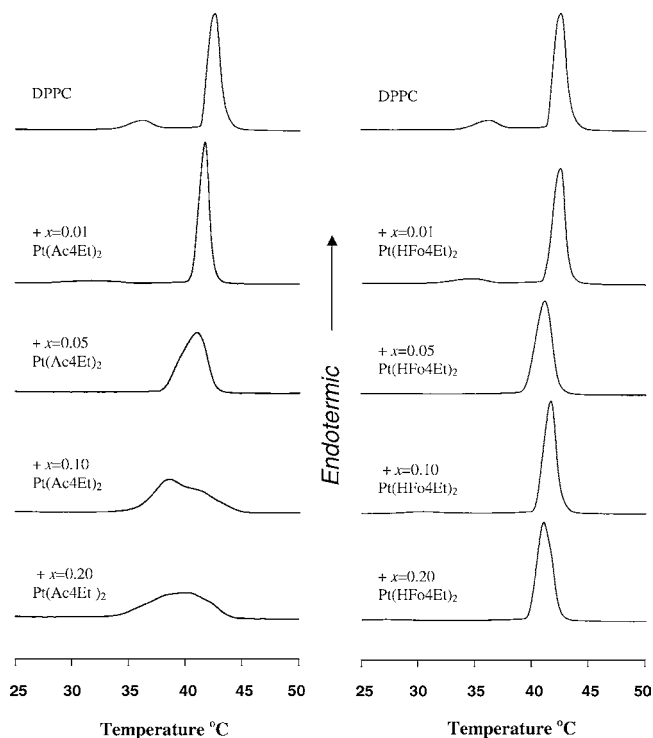 DPPC
+ x=0.01
Pt(Ac4Et)2
+ x=0.05
Pt(Ac4Et)2
+ x=0.10
Pt(Ac4Et)2
+ x=0.20
Pt(Ac4Et )2
25 30 35 40 45 50
Temperature °C
Endotermic
DPPC
+ x=0.01
Pt(HFo4Et)2
+ x=0.05
Pt(HFo4Et)2
+ x=0.10
Pt(HFo4Et)2
+ x=0.20
Pt(HFo4Et)2
25 30 35 40 45 50
Temperature °C